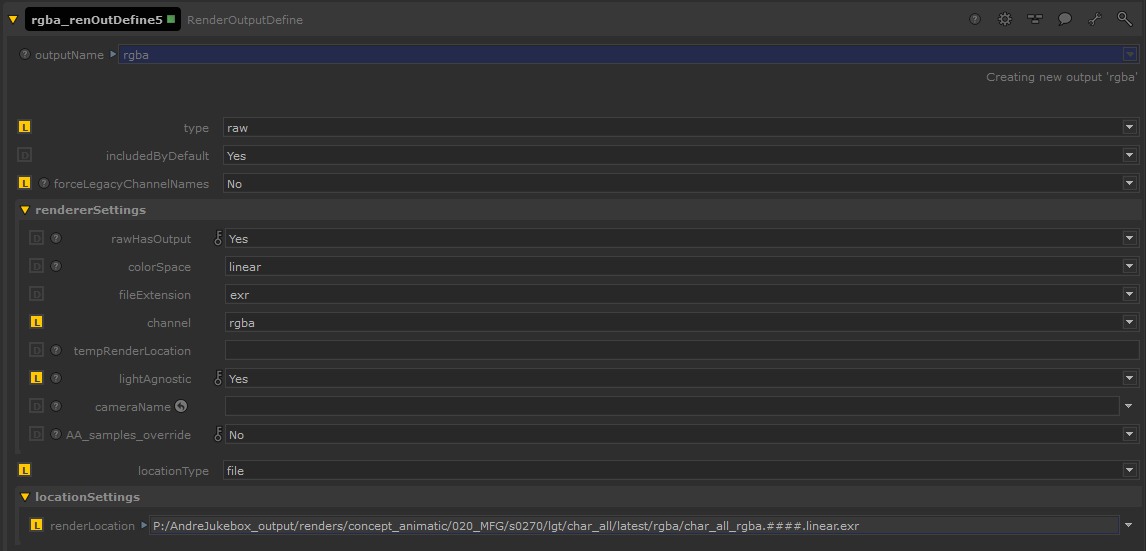 rgba_renOutDefine5 RenderOutputDefine
outputName rgba
Creating new output 'rgba'
L type raw
D includedByDefault Yes
L forceLegacyChannelNames No
rendererSettings
D rawHasOutput Yes
D colorSpace linear
D fileExtension exr
L channel rgba
D tempRenderLocation
L lightAgnostic Yes
D cameraName
D AA_samples_override No
L locationType file
locationSettings
L renderLocation P:/AndreJukebox_output/renders/concept_animatic/020_MFG/s0270/lgt/char_all/latest/rgba/char_all_rgba.####.linear.exr